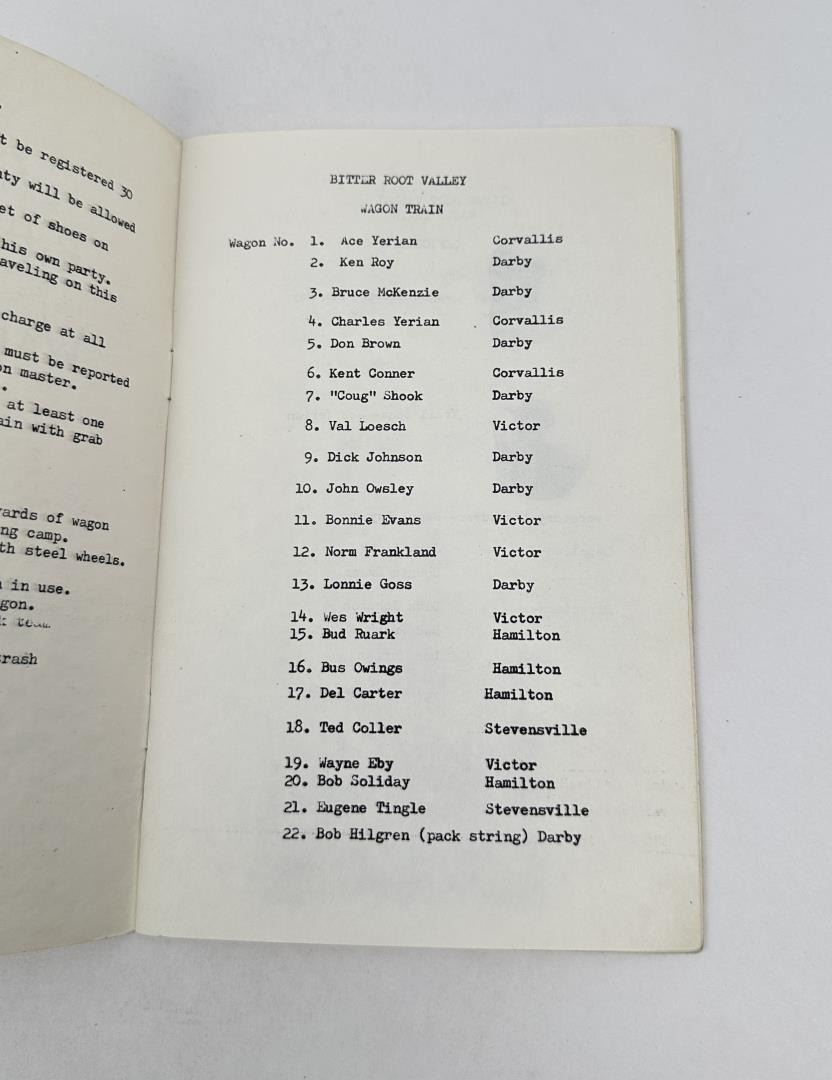 t be registered 30
ty will be allowed
et of shoes on
his own party.
aveling on this
charge at all
must be reported
on master.
at least one
ain with grab
ards of wagon
ng camp.
th steel wheels.
in use.
gon.
rash
BITTER ROOT VALLEY
WAGON TRAIN
Wagon No. 1. Ace Yerian Corvallis
2. Ken Roy Darby
3. Bruce McKenzie Darby
4. Charles Yerian Corvallis
5. Don Brown Darby
6. Kent Conner Corvallis
7. "Coug" Shook Darby
8. Val Loesch Victor
9. Dick Johnson Darby
10. John Owsley Darby
11. Bonnie Evans Victor
12. Norm Frankland Victor
13. Lonnie Goss Darby
14. Wes Wright Victor
15. Bud Ruark Hamilton
16. Bus Owings Hamilton
17. Del Carter Hamilton
18. Ted Coller Stevensville
19. Wayne Eby Victor
20. Bob Soliday Hamilton
21. Eugene Tingle Stevensville
22. Bob Hilgren (pack string) Darby